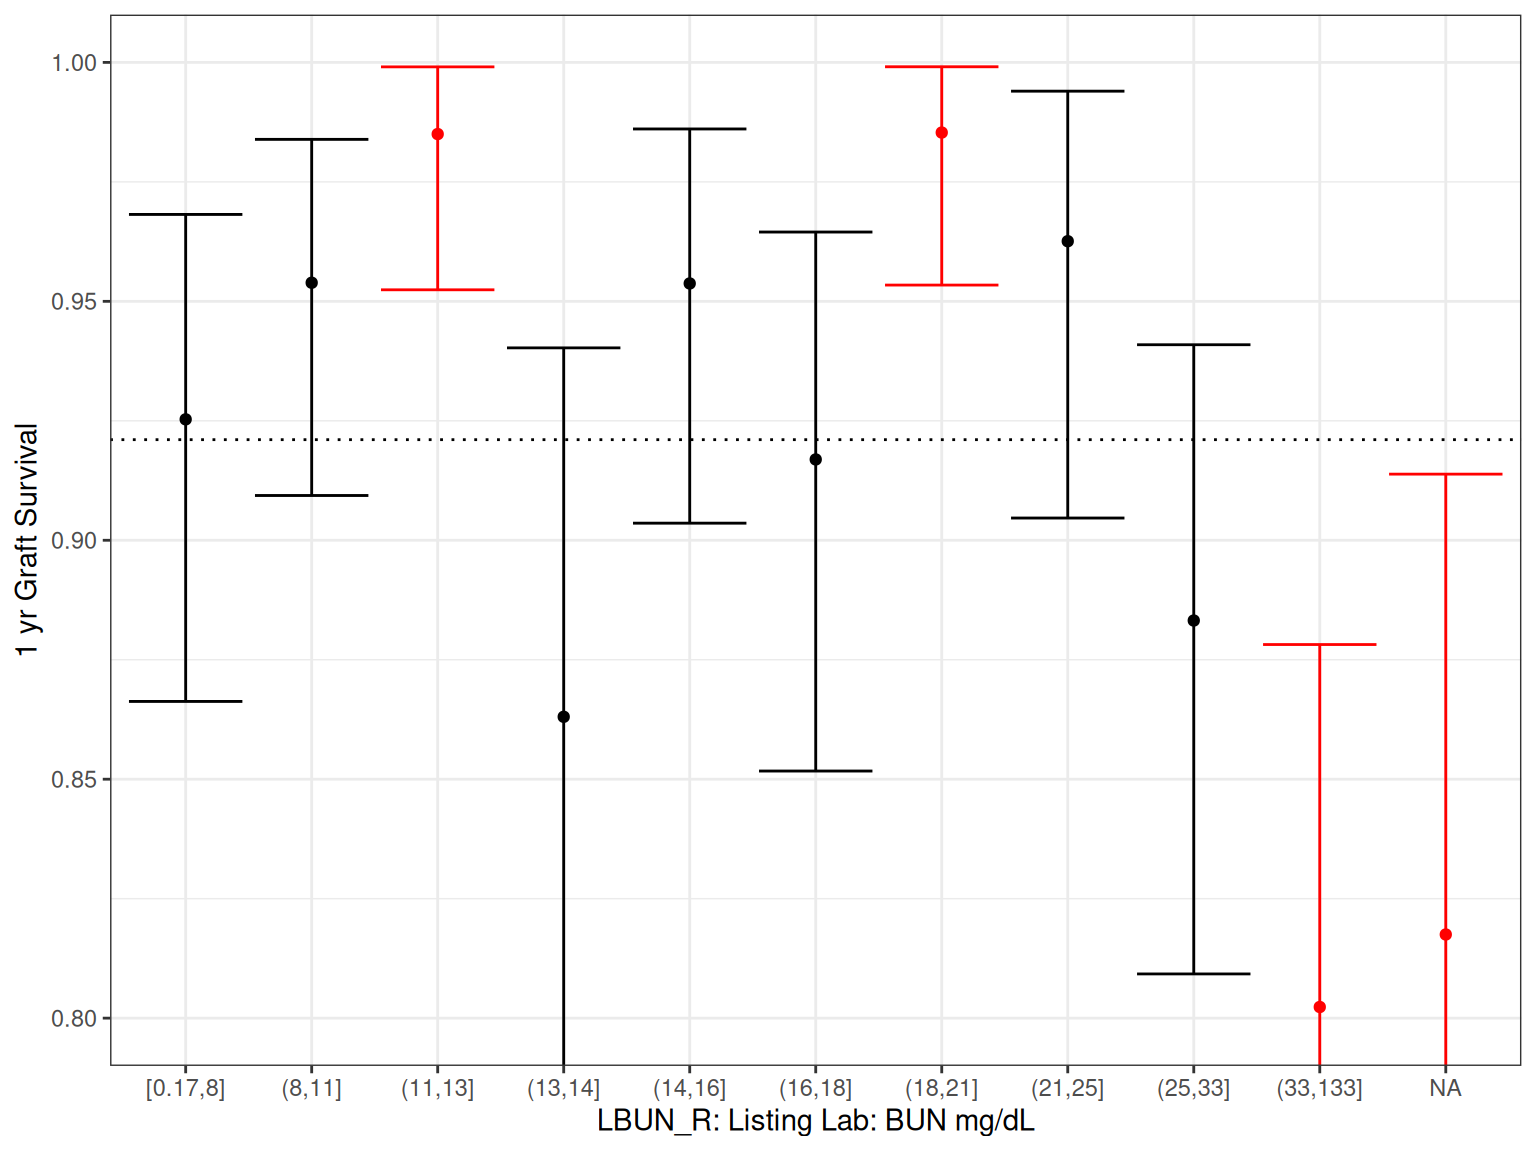 1 yr Graft Survival
1.00
0.95
0.90
0.85
0.80
[0.17,8] (8,11] (11,13] (13,14] (14,16] (16,18] (18,21] (21,25] (25,33] (33,133] NA
LBUN_R: Listing Lab: BUN mg/dL